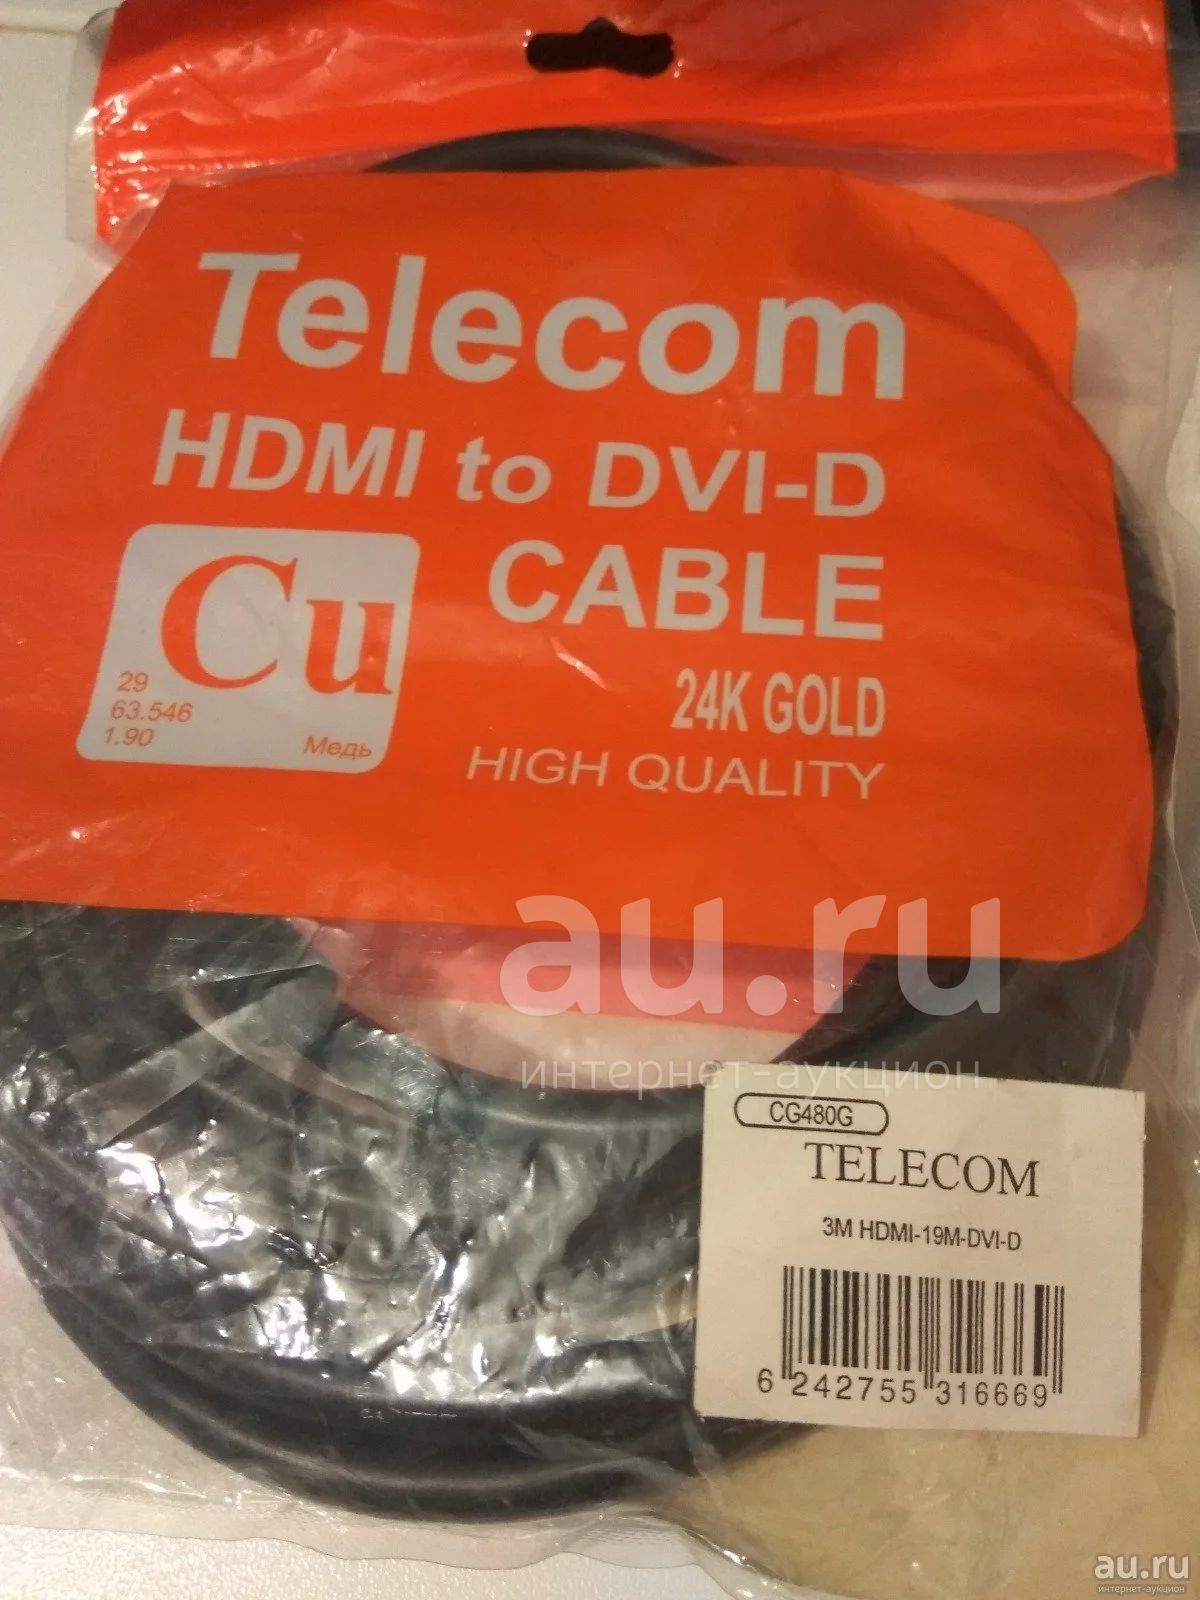 Telecom
HDMI to DVI-D
CABLE
Cu
29
63.546
1.90
Медь
24K GOLD
HIGH QUALITY
au.ru
интернет-аукцион
CG480G
TELECOM
3M HDMI-19M-DVI-D
6 242755 316669
au.ru
интернет-аукцион